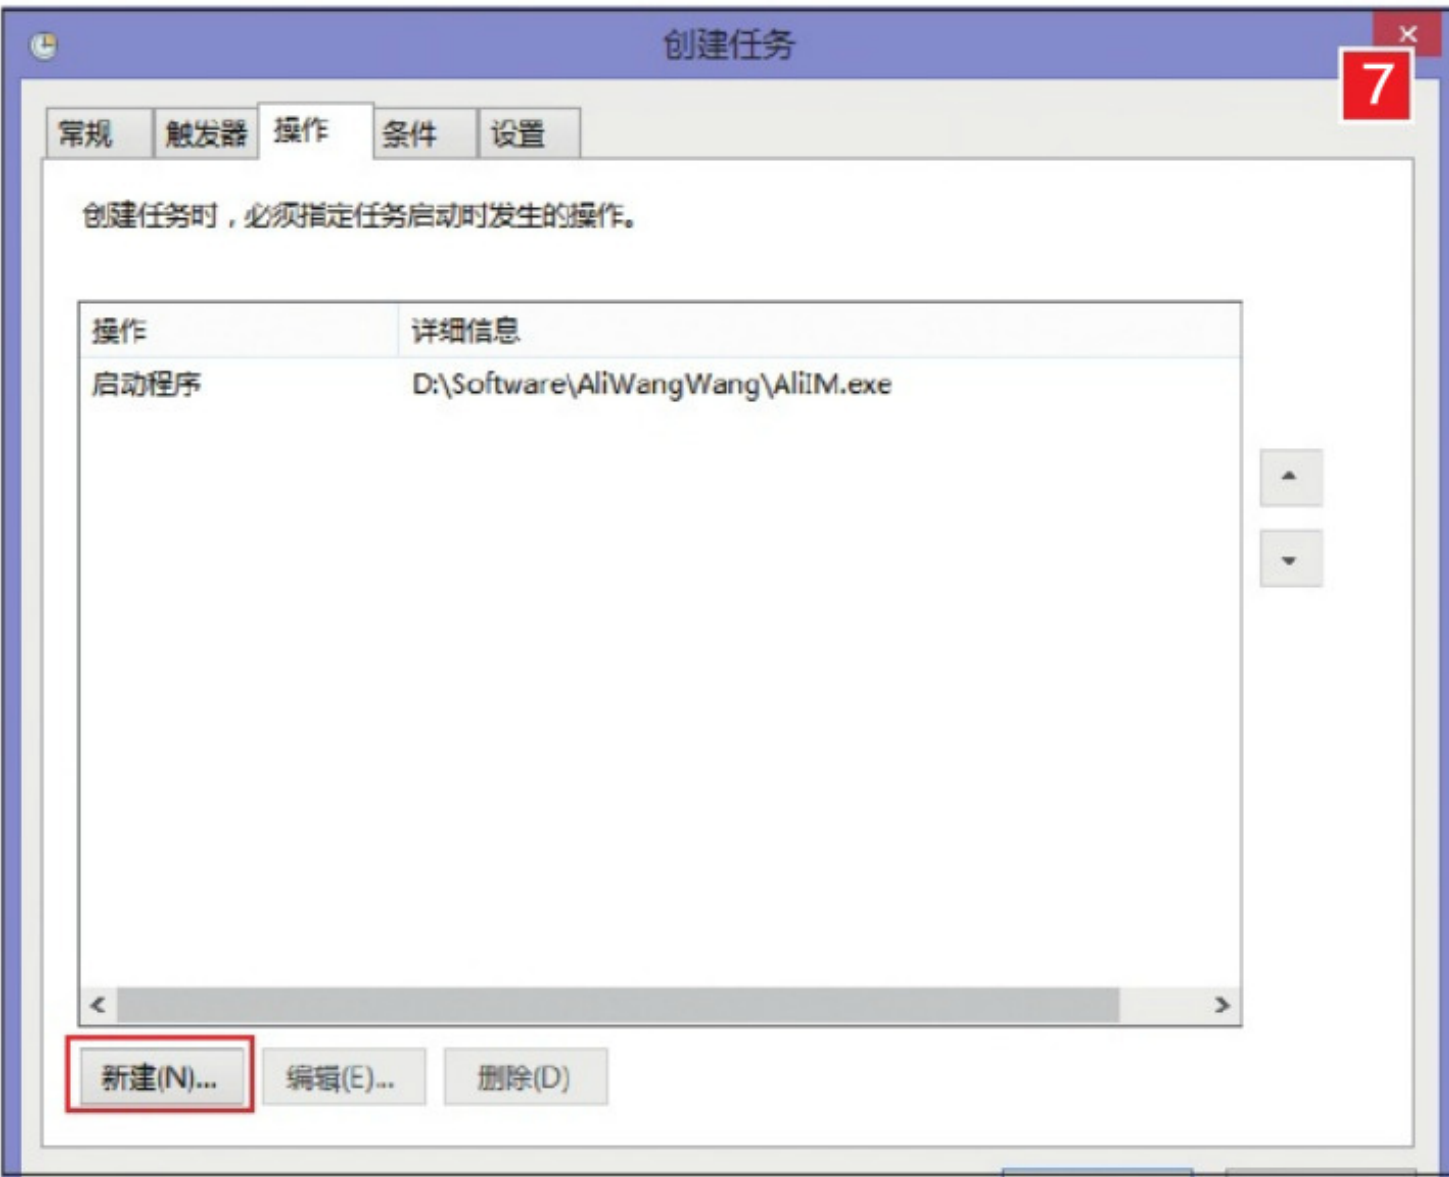 创建任务
7
常规 触发器 操作 条件 设置
创建任务时，必须指定任务启动时发生的操作。
操作 详细信息
启动程序 D:\Software\AliWangWang\AliIM.exe
新建(N)... 编辑(E)... 删除(D)